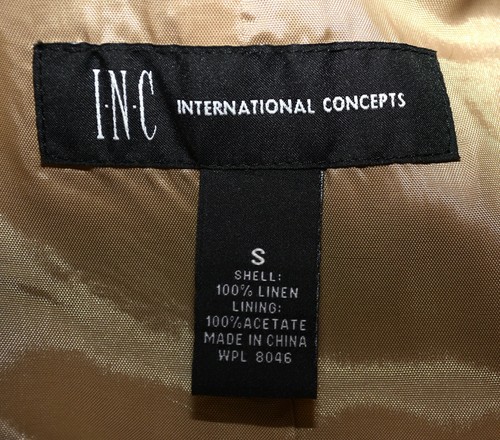 I·N·C INTERNATIONAL CONCEPTS
S
SHELL:
100% LINEN
LINING:
100% ACETATE
MADE IN CHINA
WPL 8046